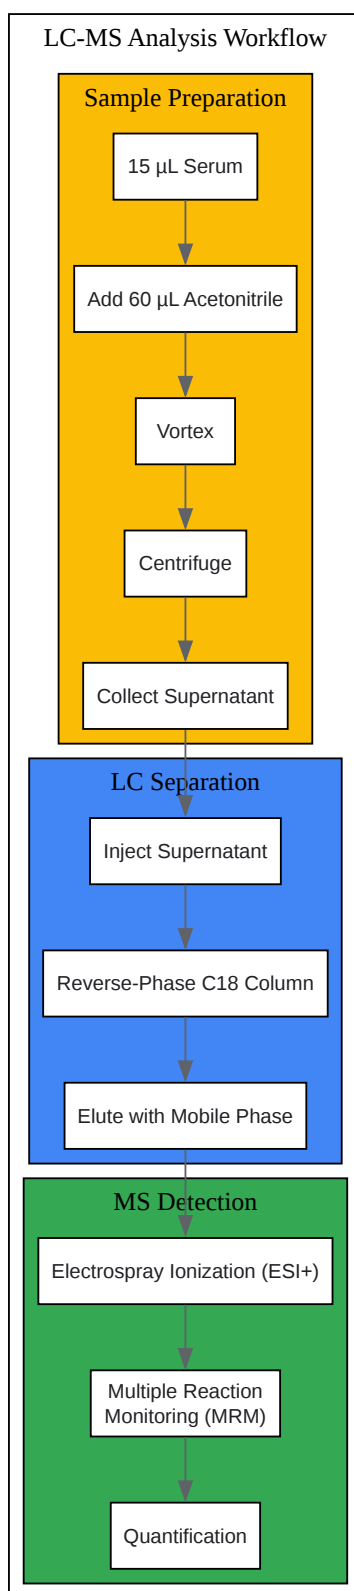 LC-MS Analysis Workflow
Sample Preparation
15 µL Serum
Add 60 µL Acetonitrile
Vortex
Centrifuge
Collect Supernatant
LC Separation
Inject Supernatant
Reverse-Phase C18 Column
Elute with Mobile Phase
MS Detection
Electrospray Ionization (ESI+)
Multiple Reaction
Monitoring (MRM)
Quantification